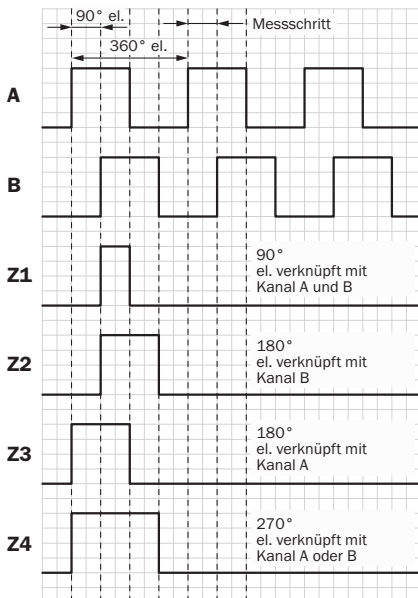 90° el.
Messschritt
360° el.
A
B
Z1
90°
el. verknüpft mit
Kanal A und B
Z2
180°
el. verknüpft mit
Kanal B
Z3
180°
el. verknüpft mit
Kanal A
Z4
270°
el. verknüpft mit
Kanal A oder B